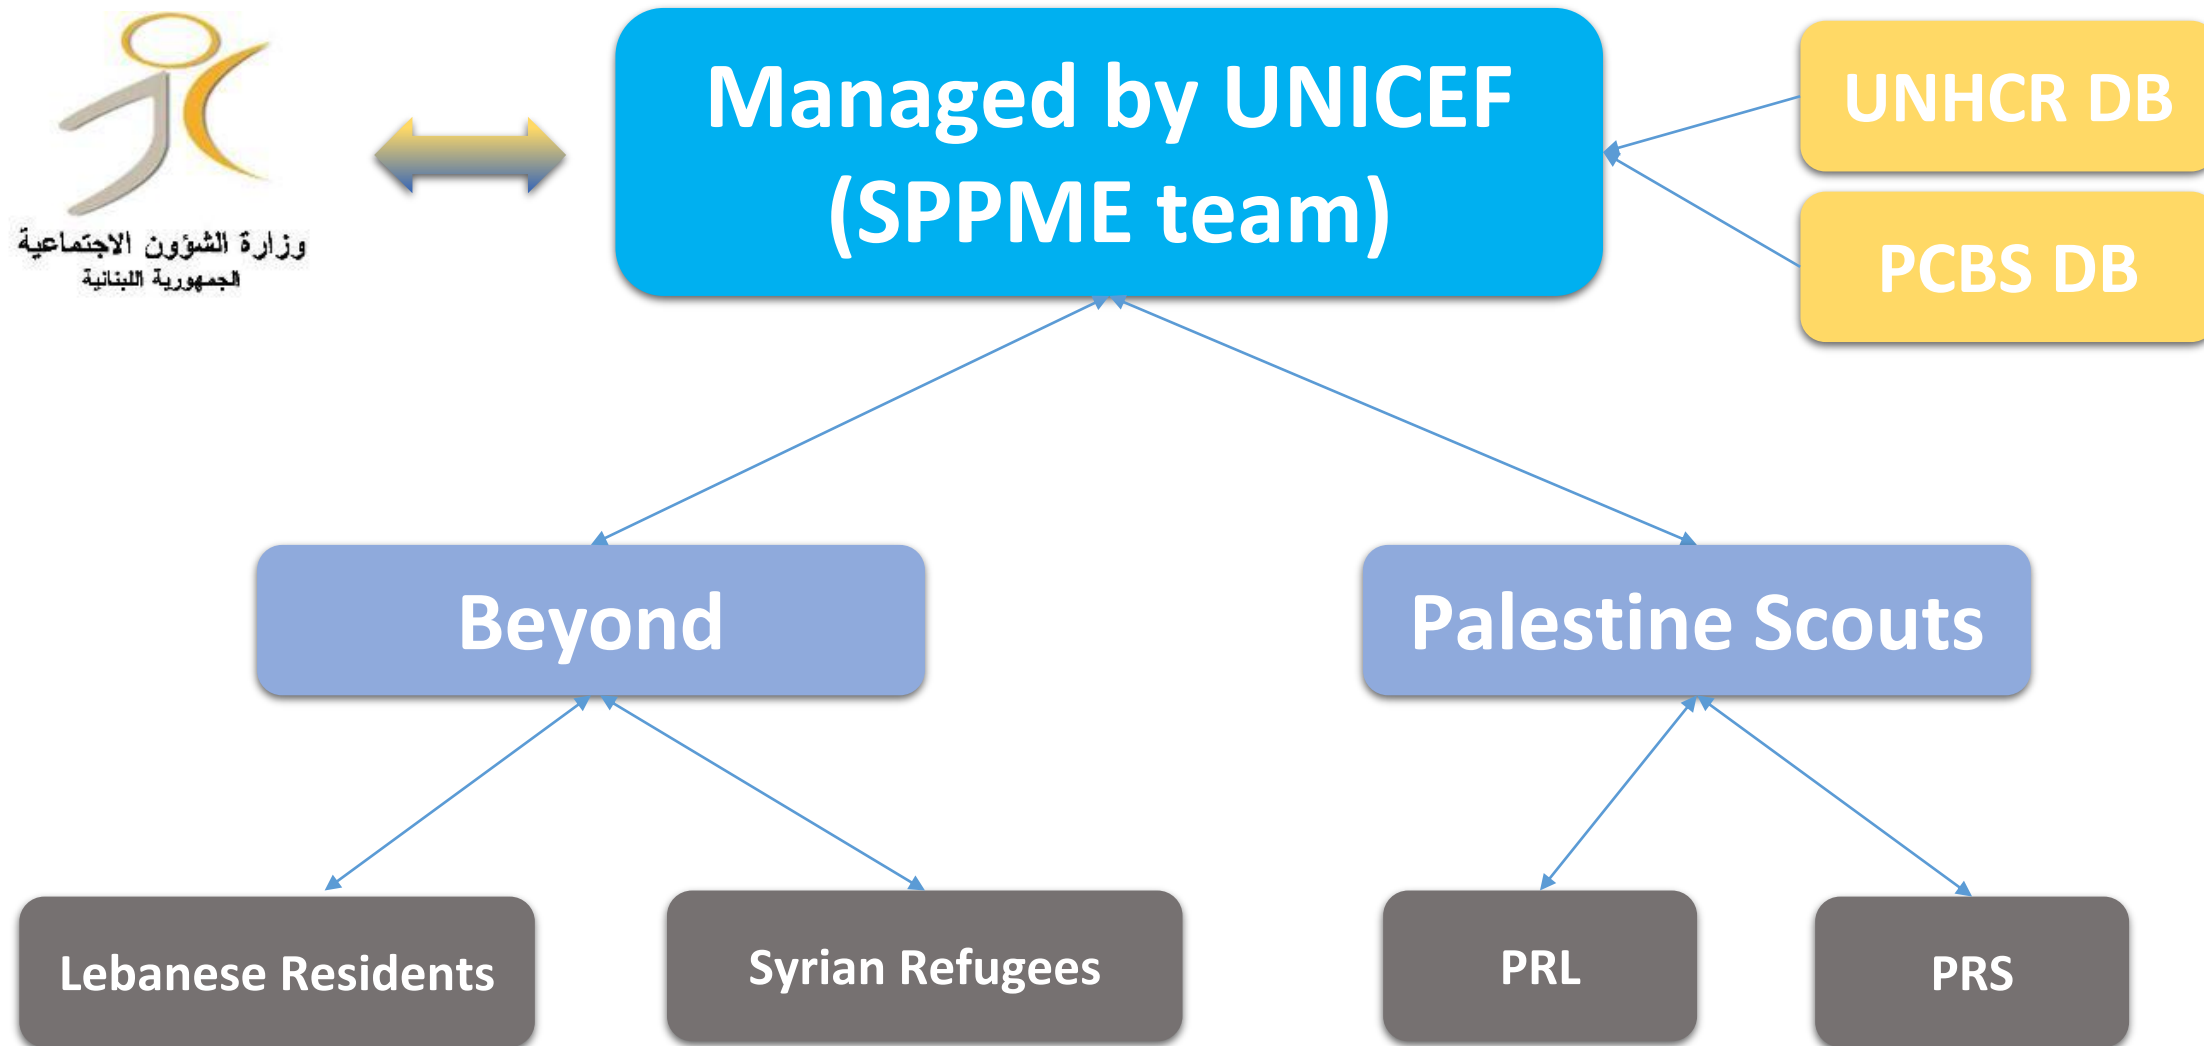 وزارة الشؤون الاجتماعية
الجمهورية اللبنانية
Managed by UNICEF
(SPPME team)
UNHCR DB
PCBS DB
Beyond
Palestine Scouts
Lebanese Residents
Syrian Refugees
PRL
PRS